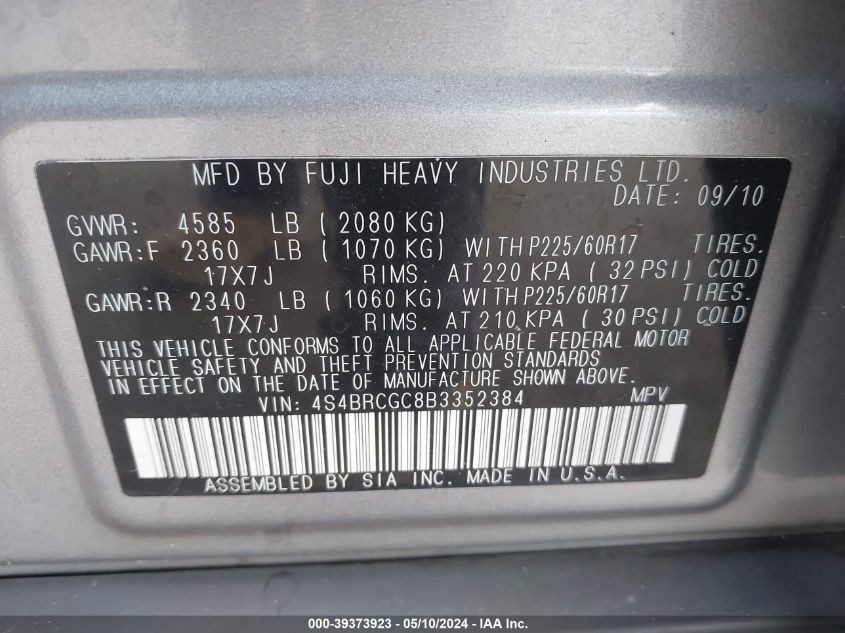 MFD BY FUJI HEAVY INDUSTRIES LTD.
DATE: 09/10
GVWR: 4585 LB ( 2080 KG)
GAWR:F 2360 LB ( 1070 KG) WITH P225/60R17 TIRES.
17X7J RIMS. AT 220 KPA ( 32 PSI) COLD
GAWR:R 2340 LB ( 1060 KG) WITH P225/60R17 TIRES.
17X7J RIMS. AT 210 KPA ( 30 PSI) COLD
THIS VEHICLE CONFORMS TO ALL APPLICABLE FEDERAL MOTOR
VEHICLE SAFETY AND THEFT PREVENTION STANDARDS
IN EFFECT ON THE DATE OF MANUFACTURE SHOWN ABOVE.
VIN: 4S4BRCGC8B3352384 MPV
ASSEMBLED BY SIA INC. MADE IN U.S.A.
000-39373923 - 05/10/2024 - IAA Inc.